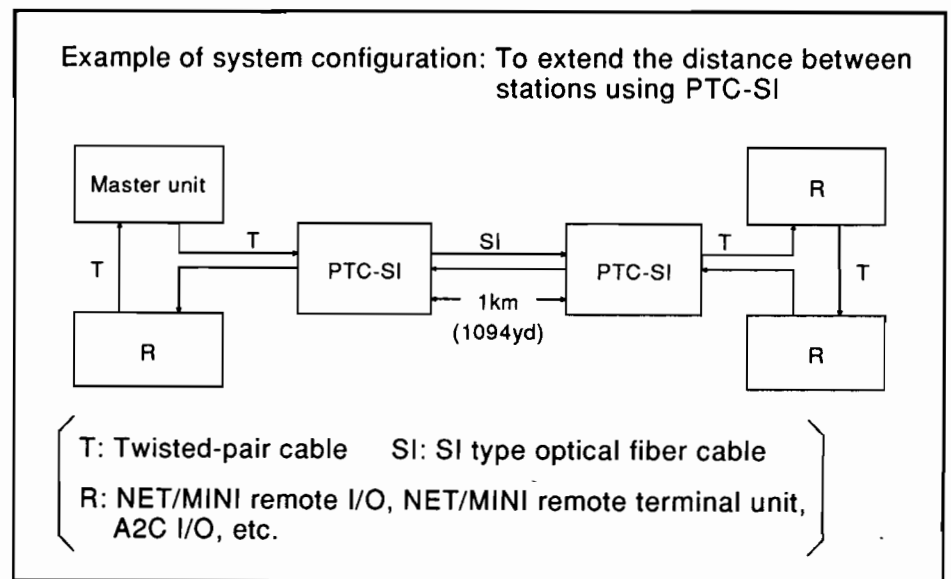 Example of system configuration: To extend the distance between
stations using PTC-SI
Master unit
R
T
SI
T
T
PTC-SI
PTC-SI
T
1km
(1094yd)
R
R
T: Twisted-pair cable SI: SI type optical fiber cable
R: NET/MINI remote I/O, NET/MINI remote terminal unit,
A2C I/O, etc.